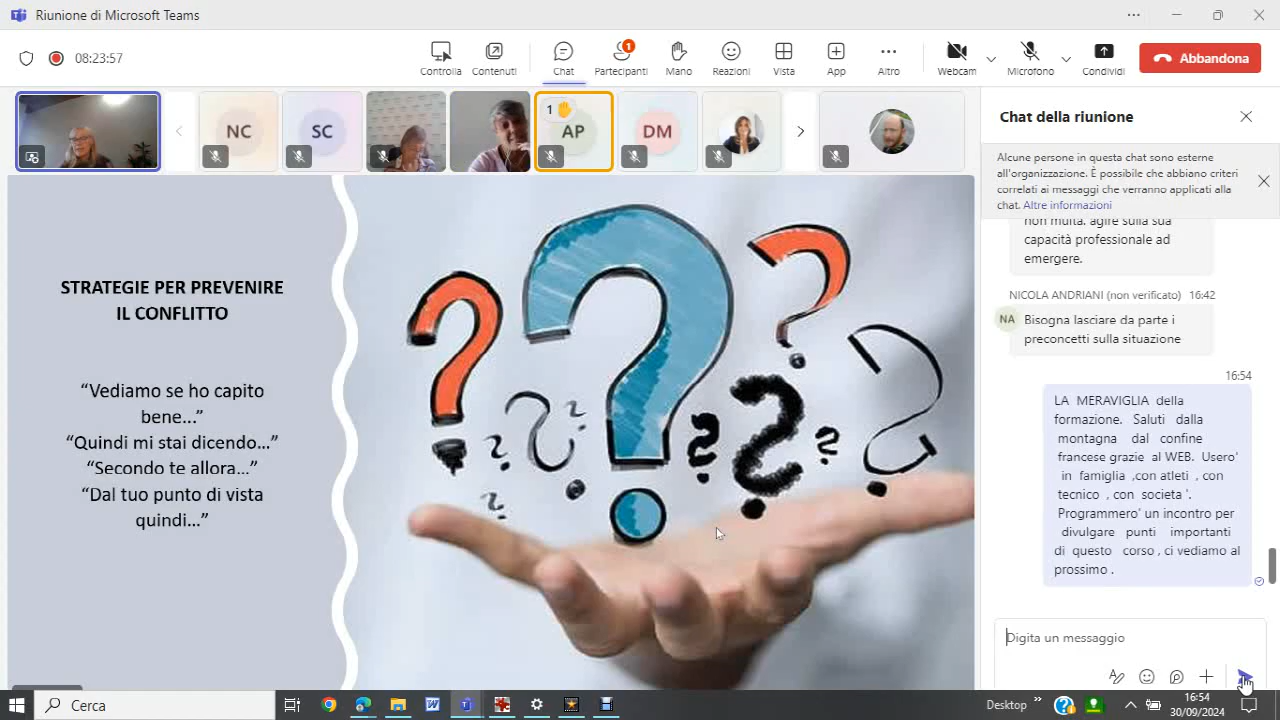 Riunione di Microsoft Teams
08:23:57
Controlla
Contenuti
Chat
1
Partecipanti
Mano
Reazioni
Vista
App
Altro
Webcam
Microfono
Condividi
Abbandona
NC
SC
1
AP
DM
STRATEGIE PER PREVENIRE
IL CONFLITTO
“Vediamo se ho capito
bene...”
“Quindi mi stai dicendo...”
“Secondo te allora...”
“Dal tuo punto di vista
quindi...”
Chat della riunione
Alcune persone in questa chat sono esterne
all'organizzazione. È possibile che abbiano criteri
correlati ai messaggi che verranno applicati alla
chat. Altre informazioni
non multa. agire sulla sua
capacità professionale ad
emergere.
NICOLA ANDRIANI (non verificato) 16:42
NA
Bisogna lasciare da parte i
preconcetti sulla situazione
16:54
LA MERAVIGLIA della
formazione. Saluti dalla
montagna dal confine
francese grazie al WEB. Usero'
in famiglia ,con atleti , con
tecnico , con societa '.
Programmero' un incontro per
divulgare punti importanti
di questo corso , ci vediamo al
prossimo .
Digita un messaggio
Cerca
Desktop
16:54
30/09/2024